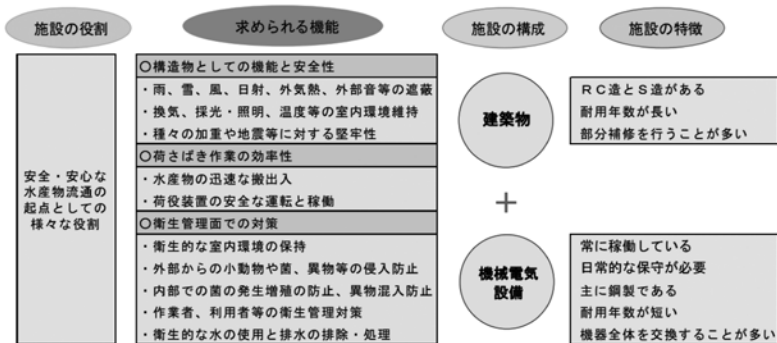 施設の役割
求められる機能
施設の構成
施設の特徴
安全・安心な
水産物流通の
起点としての
様々な役割
〇構造物としての機能と安全性
・雨、雪、風、日射、外気熱、外部音等の遮蔽
・換気、採光・照明、温度等の室内環境維持
・種々の加重や地震等に対する堅牢性
〇荷さばき作業の効率性
・水産物の迅速な搬出入
・荷役装置の安全な運転と稼働
〇衛生管理面での対策
・衛生的な室内環境の保持
・外部からの小動物や菌、異物等の侵入防止
・内部での菌の発生増殖の防止、異物混入防止
・作業者、利用者等の衛生管理対策
・衛生的な水の使用と排水の排除・処理
建築物
+
機械電気
設備
RC造とS造がある
耐用年数が長い
部分補修を行うことが多い
常に稼働している
日常的な保守が必要
主に鋼製である
耐用年数が短い
機器全体を交換することが多い